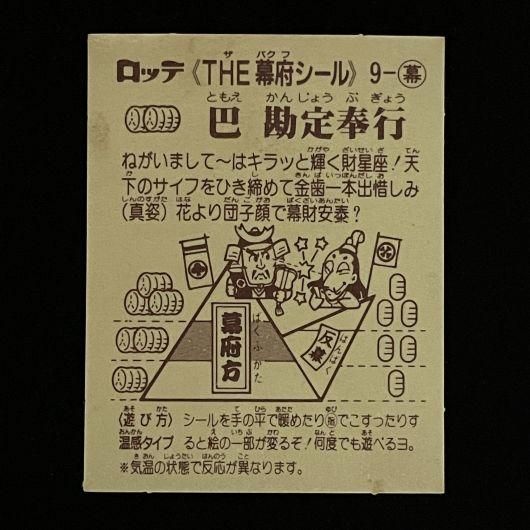 ロッテ《THE 幕府シール》 9-幕
巴 勘定奉行
ねがいまして〜はキラッと輝く財星座！天
下のサイフをひき締めて金歯一本出惜しみ
(真姿) 花より団子顔で幕財安泰？
幕府方
反幕
〈遊び方〉 シールを手の平で暖めたり指でこすったりす
温感タイプ ると絵の一部が変るぞ！何度でも遊べるヨ。
※気温の状態で反応が異なります。